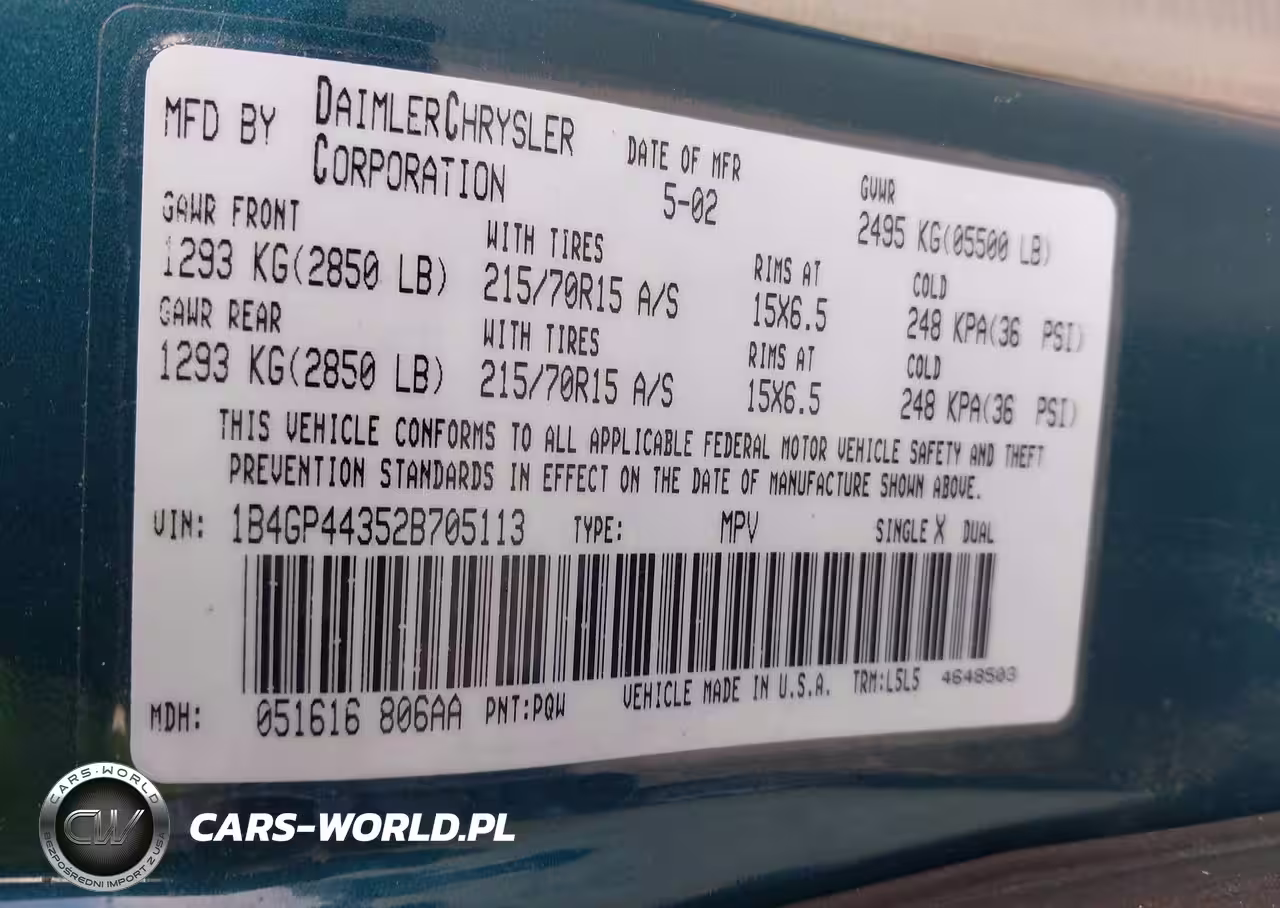 MFD BY DAIMLERCHRYSLER CORPORATION
DATE OF MFR 5-02
GVWR 2495 KG(05500 LB)
GAWR FRONT WITH TIRES RIMS AT COLD
1293 KG(2850 LB) 215/70R15 A/S 15X6.5 248 KPA(36 PSI)
GAWR REAR WITH TIRES RIMS AT COLD
1293 KG(2850 LB) 215/70R15 A/S 15X6.5 248 KPA(36 PSI)
THIS VEHICLE CONFORMS TO ALL APPLICABLE FEDERAL MOTOR VEHICLE SAFETY AND THEFT
PREVENTION STANDARDS IN EFFECT ON THE DATE OF MANUFACTURE SHOWN ABOVE.
VIN: 1B4GP44352B705113 TYPE: MPV SINGLE X DUAL
MDH: 051616 806AA PNT:PQW VEHICLE MADE IN U.S.A. TRM:L5L5 4648503
CARS-WORLD
CW
BEZPOŚREDNI IMPORT Z USA
CARS-WORLD.PL